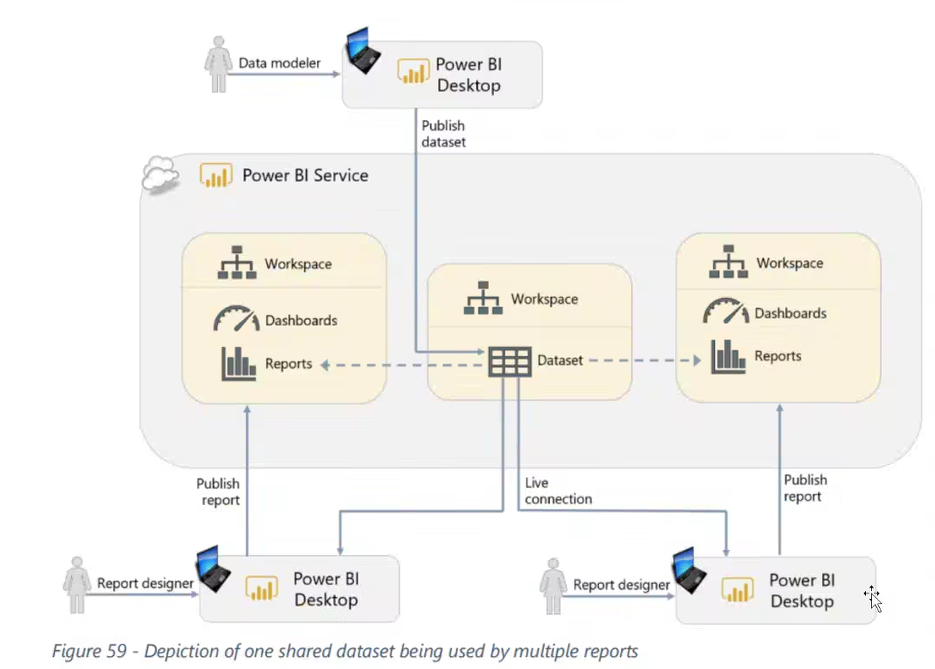 Data modeler
Power BI
Desktop
Publish
dataset
Power BI Service
Workspace
Dashboards
Reports
Workspace
Dataset
Workspace
Dashboards
Reports
Publish
report
Live
connection
Publish
report
Report designer
Power BI
Desktop
Report designer
Power BI
Desktop
Figure 59 - Depiction of one shared dataset being used by multiple reports